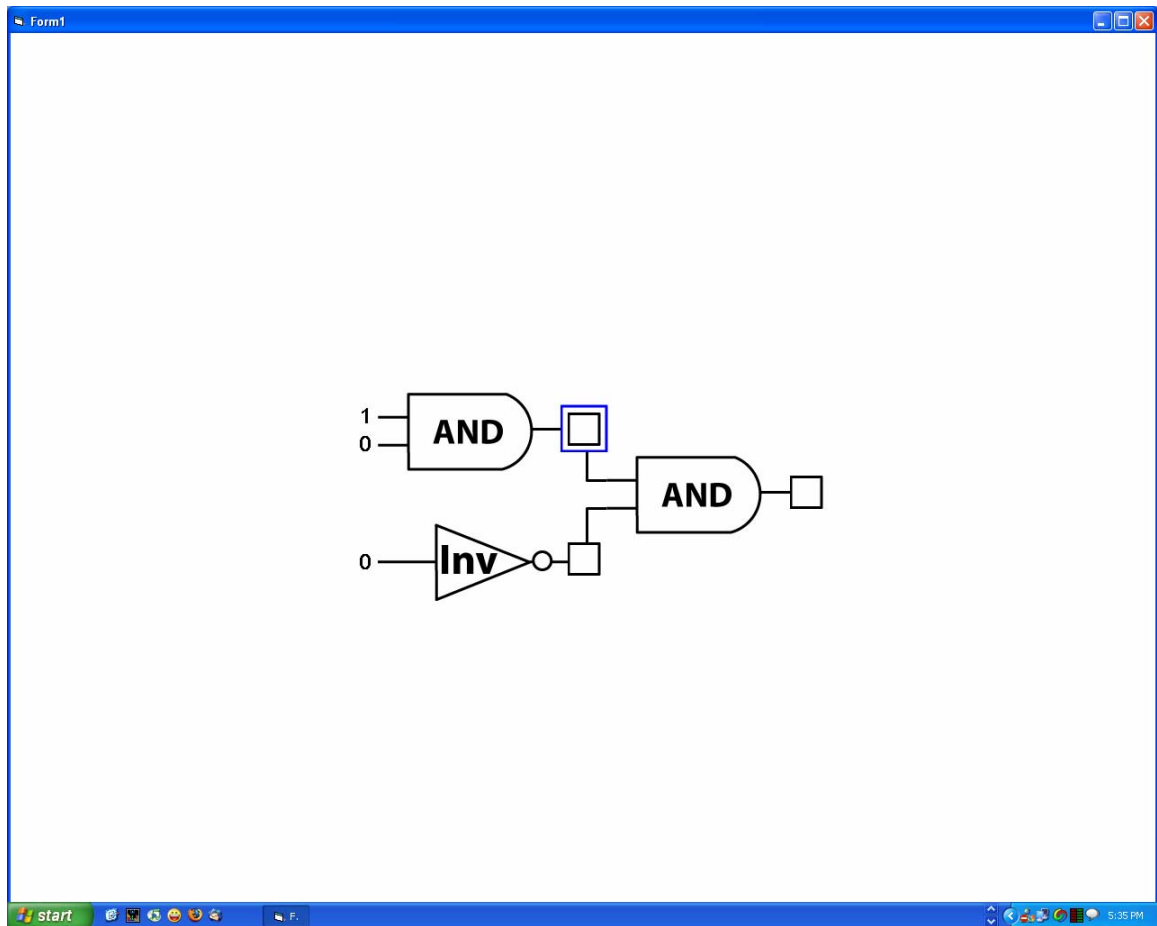 Form1
1
0
AND
AND
0
Inv
start
F.
5:35 PM